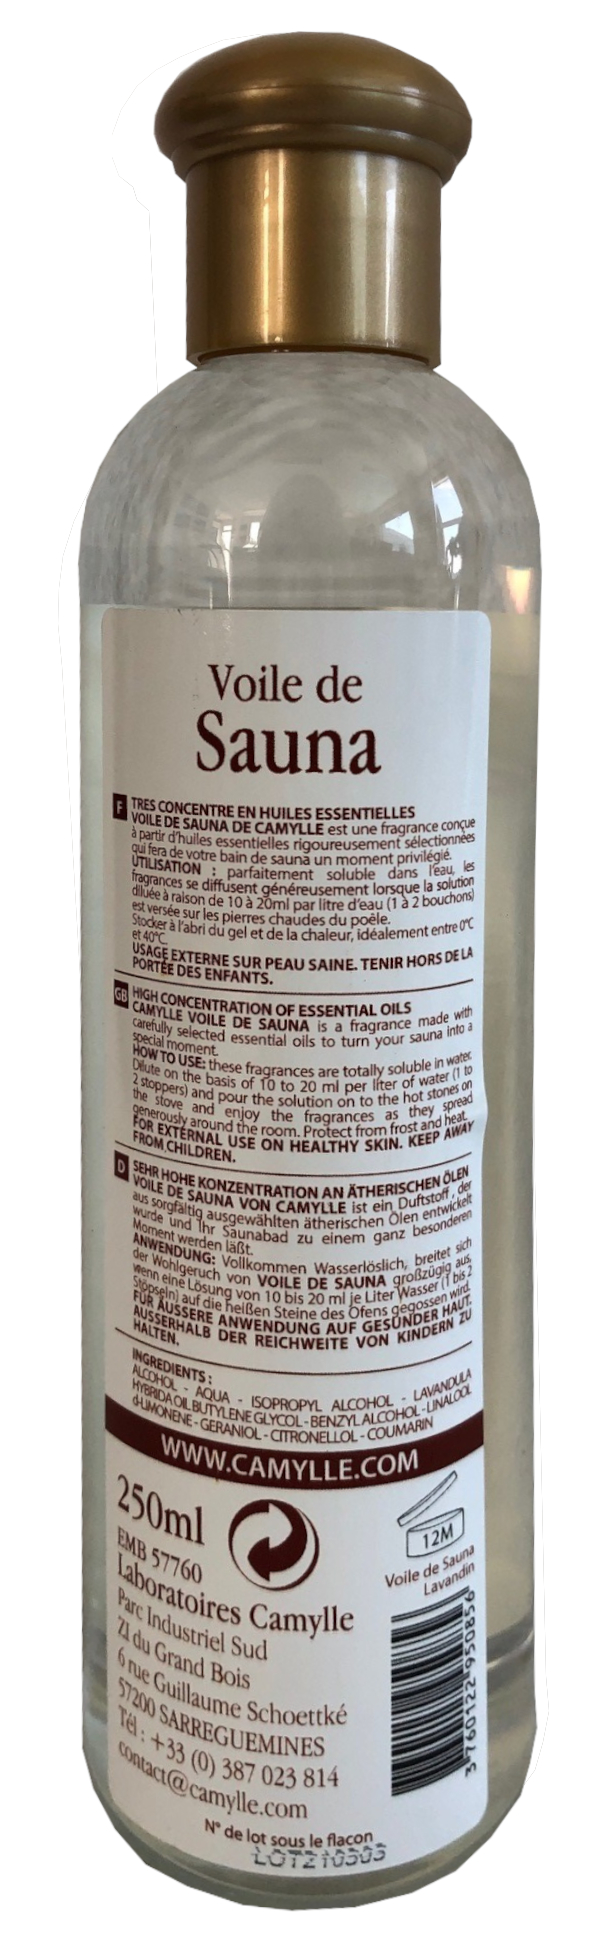 Voile de
Sauna
F
TRES CONCENTRE EN HUILES ESSENTIELLES
VOILE DE SAUNA DE CAMYLLE est une fragrance conçue
à partir d'huiles essentielles rigoureusement sélectionnées
qui fera de votre bain de sauna un moment privilégié.
UTILISATION : parfaitement soluble dans l'eau, les
fragrances se diffusent généreusement lorsque la solution
diluée à raison de 10 à 20ml par litre d'eau (1 à 2 bouchons)
est versée sur les pierres chaudes du poêle.
Stocker à l'abri du gel et de la chaleur, idéalement entre 0°C
et 40°C.
USAGE EXTERNE SUR PEAU SAINE. TENIR HORS DE LA
PORTÉE DES ENFANTS.
GB
HIGH CONCENTRATION OF ESSENTIAL OILS
CAMYLLE VOILE DE SAUNA is a fragrance made with
carefully selected essential oils to turn your sauna into a
special moment.
HOW TO USE: these fragrances are totally soluble in water.
Dilute on the basis of 10 to 20 ml per liter of water (1 to
2 stoppers) and pour the solution on to the hot stones on
the stove and enjoy the fragrances as they spread
generously around the room. Protect from frost and heat.
FOR EXTERNAL USE ON HEALTHY SKIN. KEEP AWAY
FROM CHILDREN.
D
SEHR HOHE KONZENTRATION AN ÄTHERISCHEN ÖLEN
VOILE DE SAUNA VON CAMYLLE ist ein Duftstoff, der
aus sorgfältig ausgewählten ätherischen Ölen entwickelt
wurde und Ihr Saunabad zu einem ganz besonderen
Moment werden läßt.
ANWENDUNG: Vollkommen Wasserlöslich, breitet sich
der Wohlgeruch von VOILE DE SAUNA großzügig aus,
wenn eine Lösung von 10 bis 20 ml je Liter Wasser (1 bis 2
Stöpseln) auf die heißen Steine des Ofens gegossen wird.
FÜR ÄUSSERE ANWENDUNG AUF GESUNDER HAUT.
AUSSERHALB DER REICHWEITE VON KINDERN ZU
HALTEN.
INGREDIENTS :
ALCOHOL - AQUA - ISOPROPYL ALCOHOL - LAVANDULA
HYBRIDA OIL BUTYLENE GLYCOL - BENZYL ALCOHOL - LINALOOL
d-LIMONENE - GERANIOL - CITRONELLOL - COUMARIN
WWW.CAMYLLE.COM
250ml
EMB 57760
Laboratoires Camylle
Parc Industriel Sud
ZI du Grand Bois
6 rue Guillaume Schoettké
57200 SARREGUEMINES
Tél : +33 (0) 387 023 814
contact@camylle.com
12M
Voile de Sauna
Lavandin
3 760122 950856
N° de lot sous le flacon
LOT210303